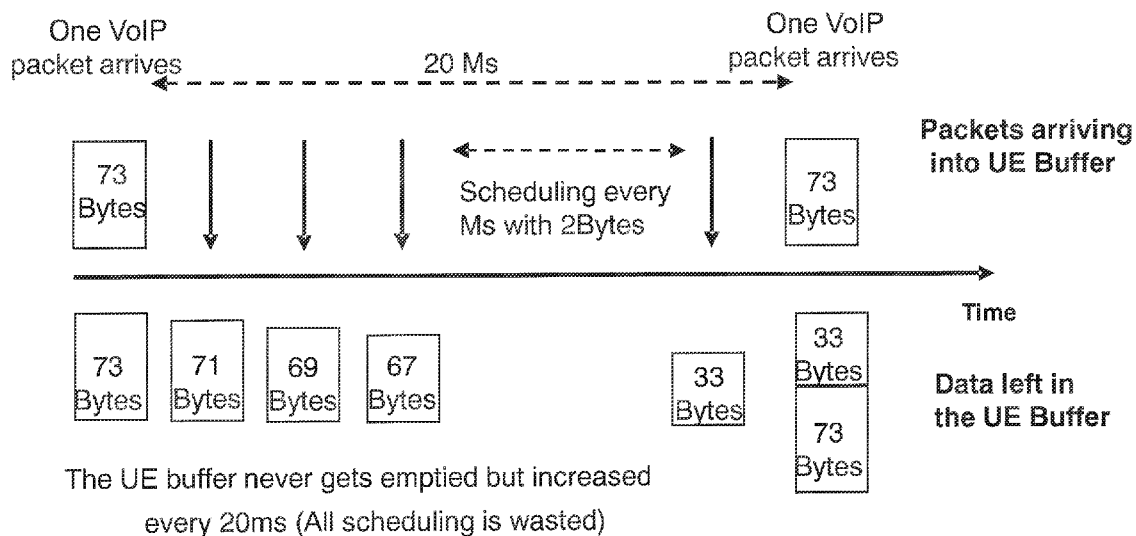 One VoIP
packet arrives
20 Ms
One VoIP
packet arrives
Packets arriving
into UE Buffer
73
Bytes
Scheduling every
Ms with 2Bytes
73
Bytes
Time
73
Bytes
71
Bytes
69
Bytes
67
Bytes
33
Bytes
33
Bytes
73
Bytes
Data left in
the UE Buffer
The UE buffer never gets emptied but increased
every 20ms (All scheduling is wasted)